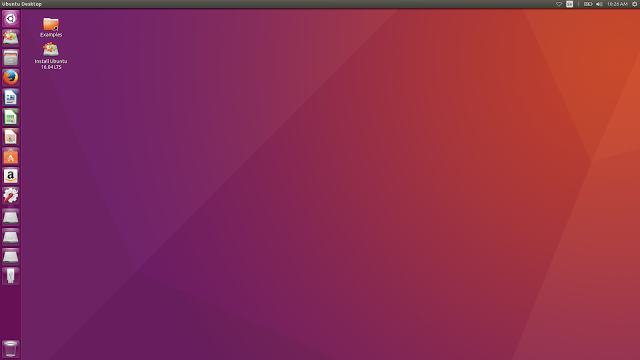 Ubuntu Desktop
10:26 AM
Examples
Install Ubuntu
16.04 LTS
a